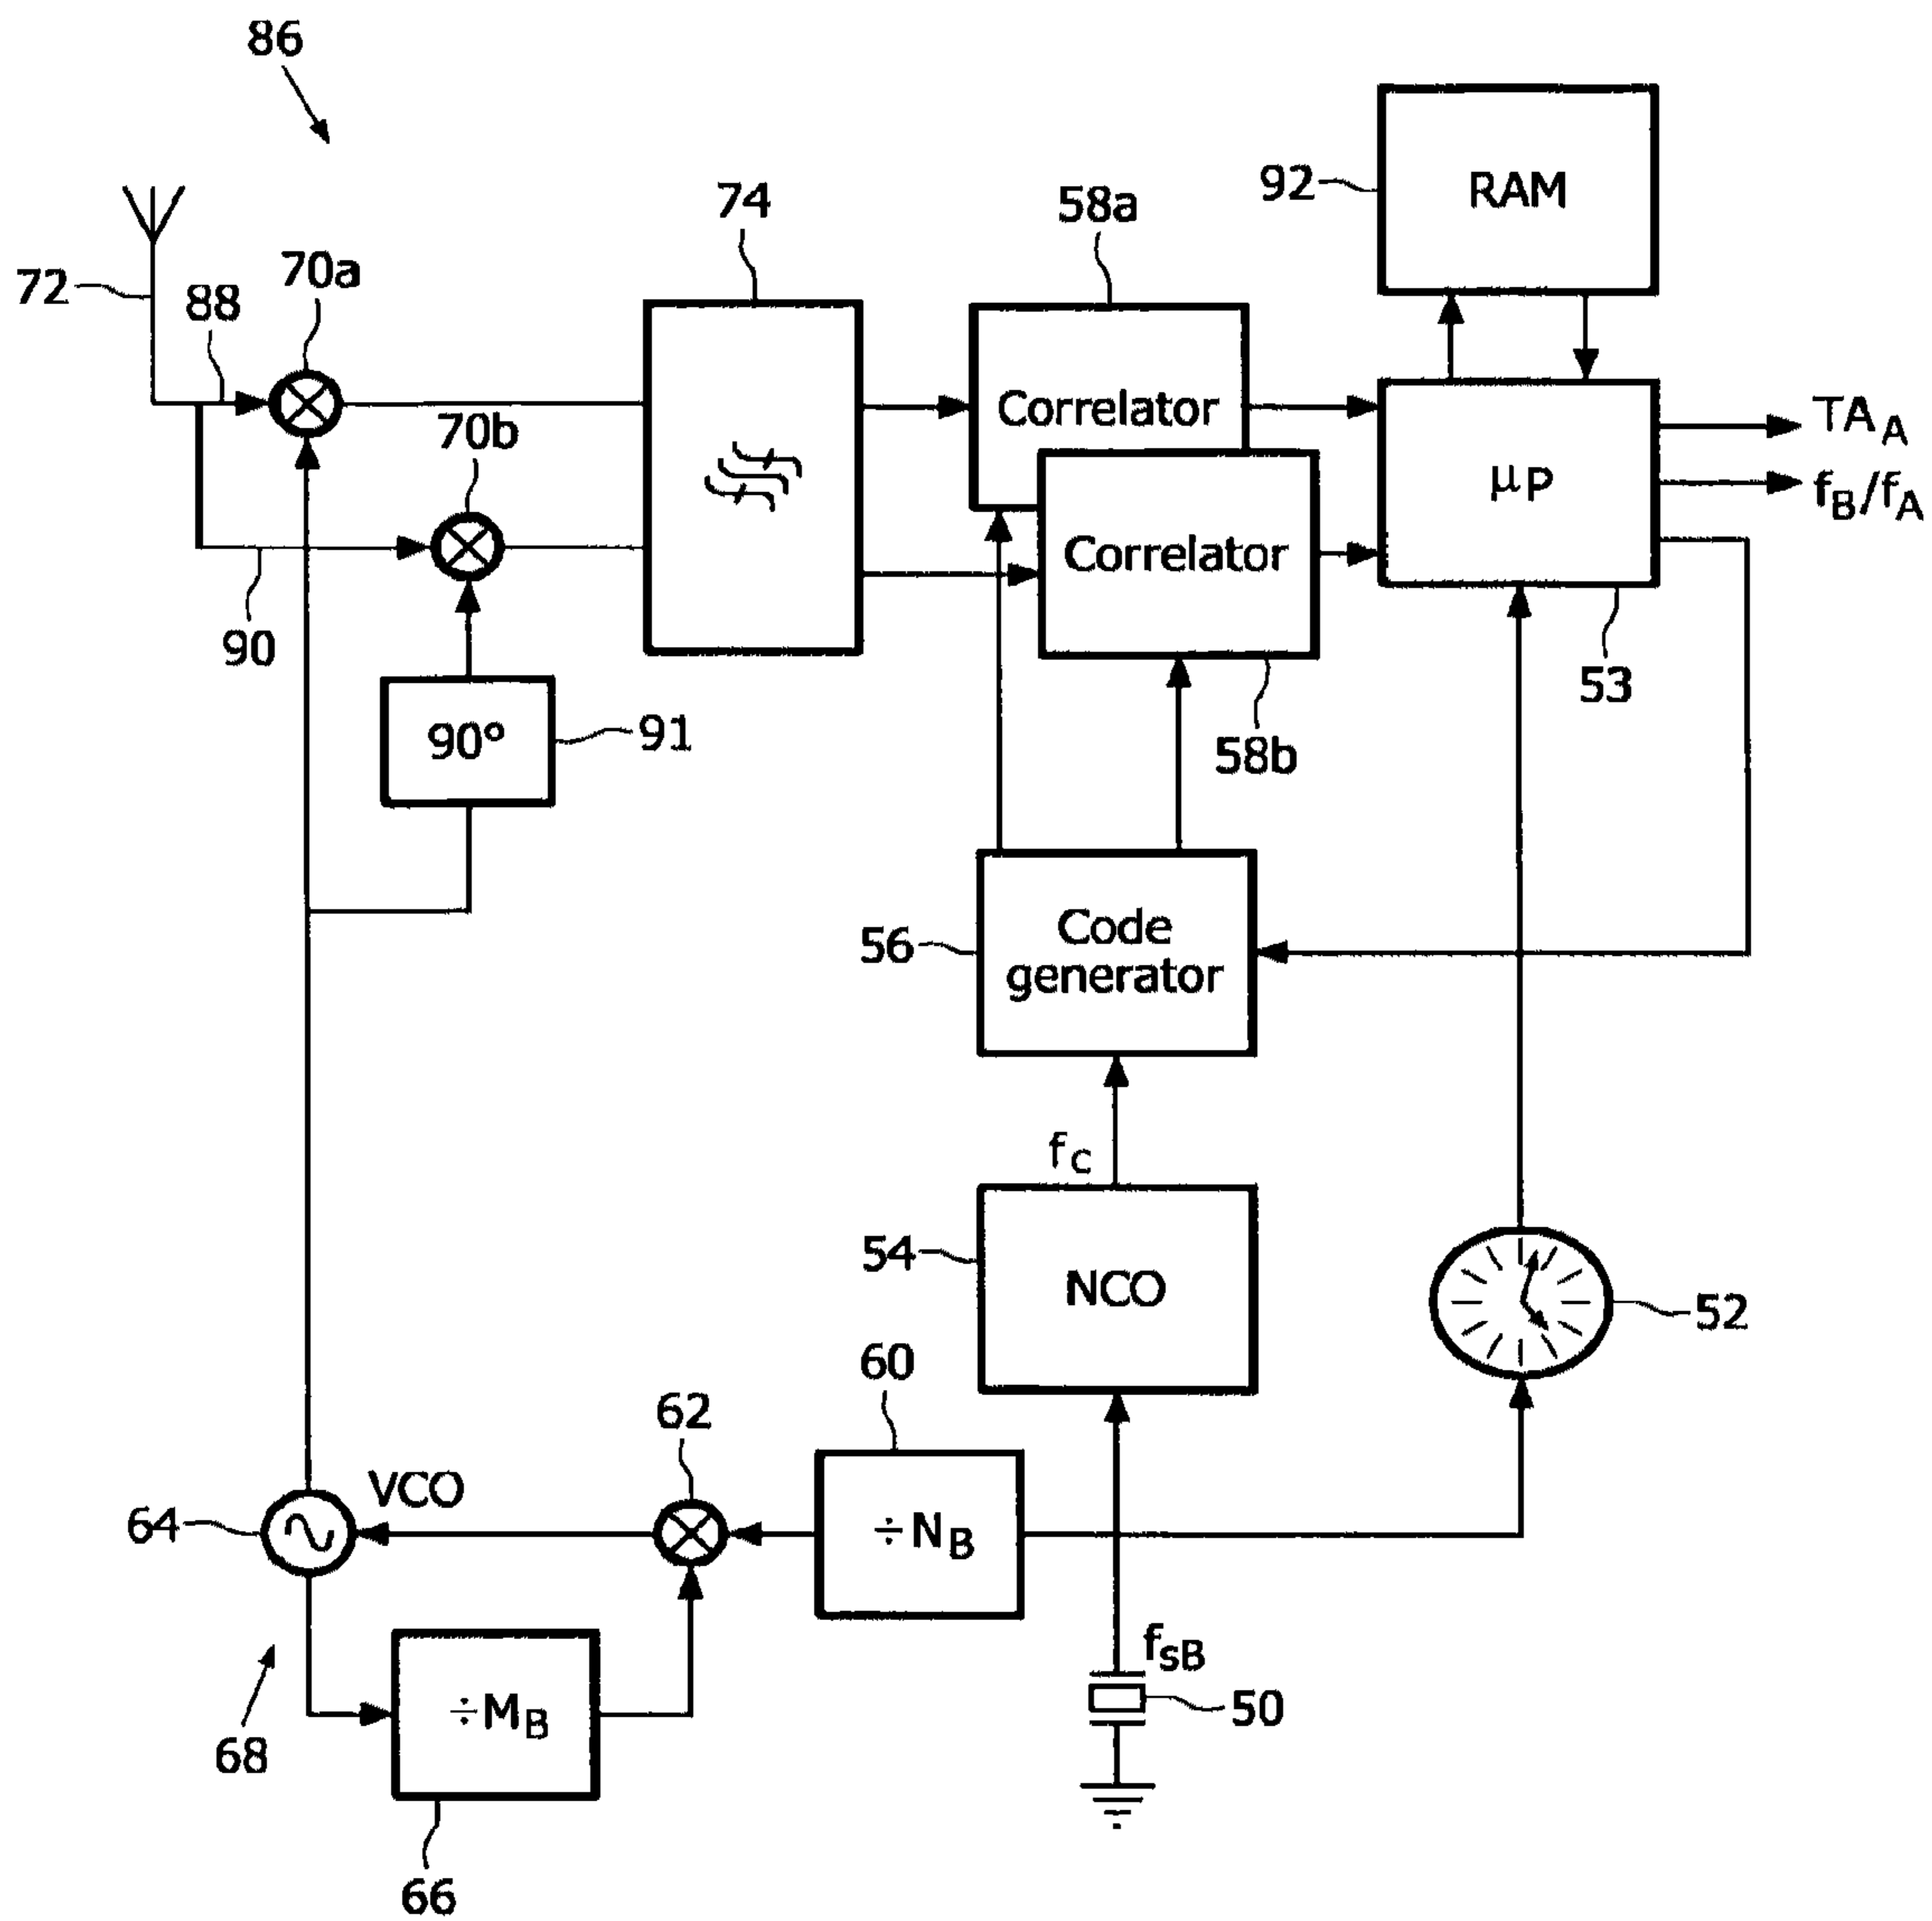 86
92
RAM
74
58a
70a
72
88
70b
Correlator
Correlator
μP
TA_A
f_B/f_A
90
53
90°
91
58b
56
Code
generator
f_C
54
NCO
52
60
62
VCO
64
÷N_B
f_sB
50
÷M_B
68
66